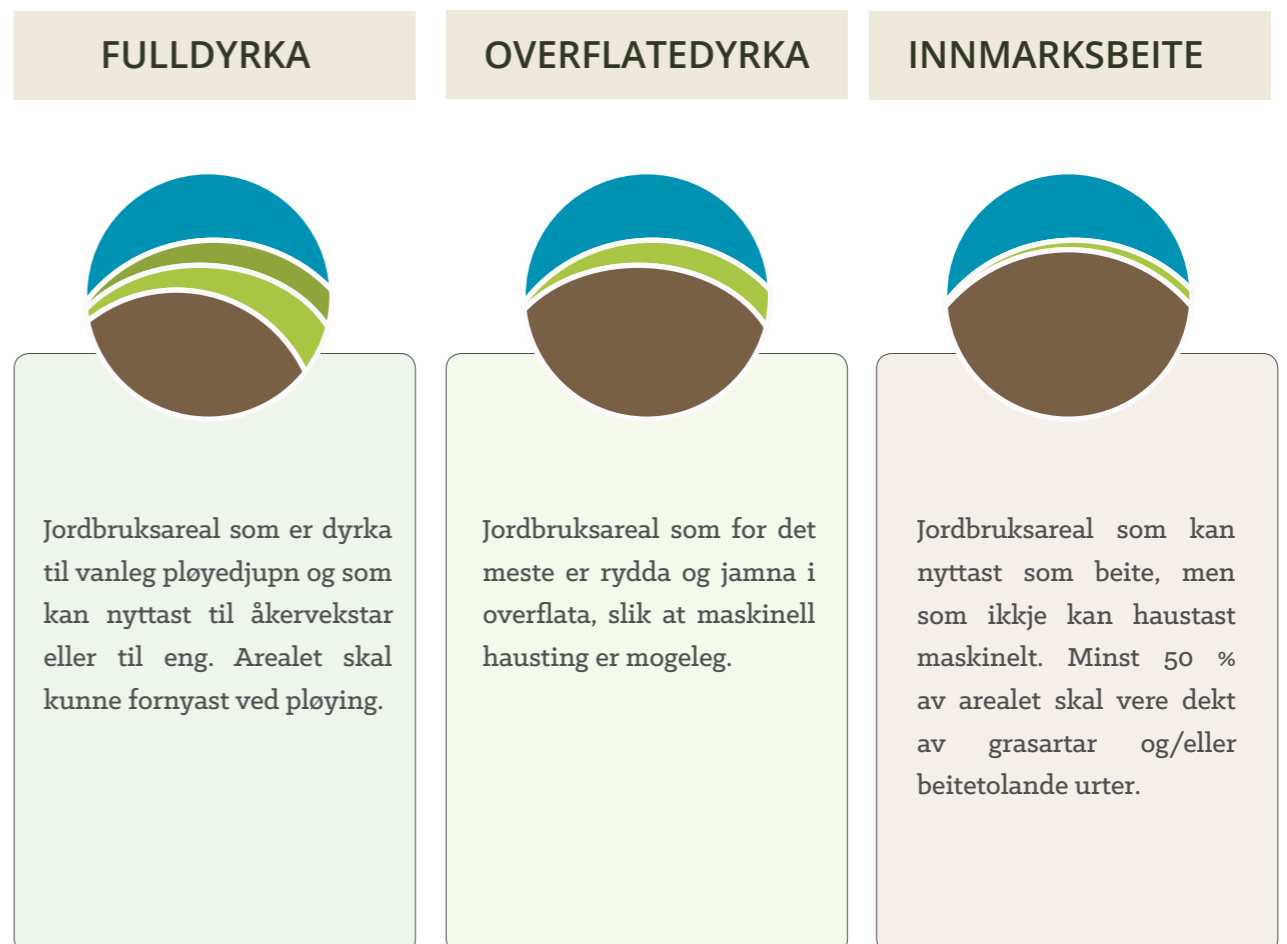 FULLDYRKA
Jordbruksareal som er dyrka
til vanleg pløyedjupn og som
kan nyttast til åkervekstar
eller til eng. Arealet skal
kunne fornyast ved pløying.
OVERFLATEDYRKA
Jordbruksareal som for det
meste er rydda og jamna i
overflata, slik at maskinell
hausting er mogeleg.
INNMARKSBEITE
Jordbruksareal som kan
nyttast som beite, men
som ikkje kan haustast
maskinelt. Minst 50 %
av arealet skal vere dekt
av grasartar og/eller
beitetolande urter.